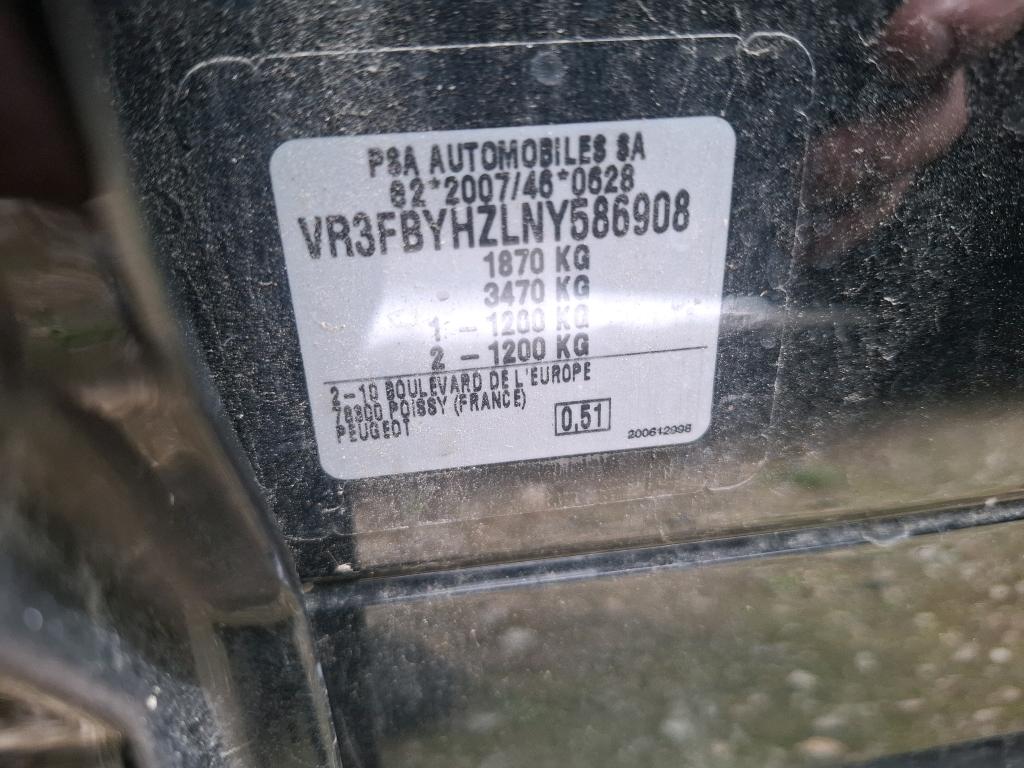 PSA AUTOMOBILES SA
e2*2007/46*0628
VR3FBYHZLNY586908
1870 KG
3470 KG
1 - 1200 KG
2 - 1200 KG
2-10 BOULEVARD DE L'EUROPE
78300 POISSY (FRANCE)
PEUGEOT
0,51
200612998